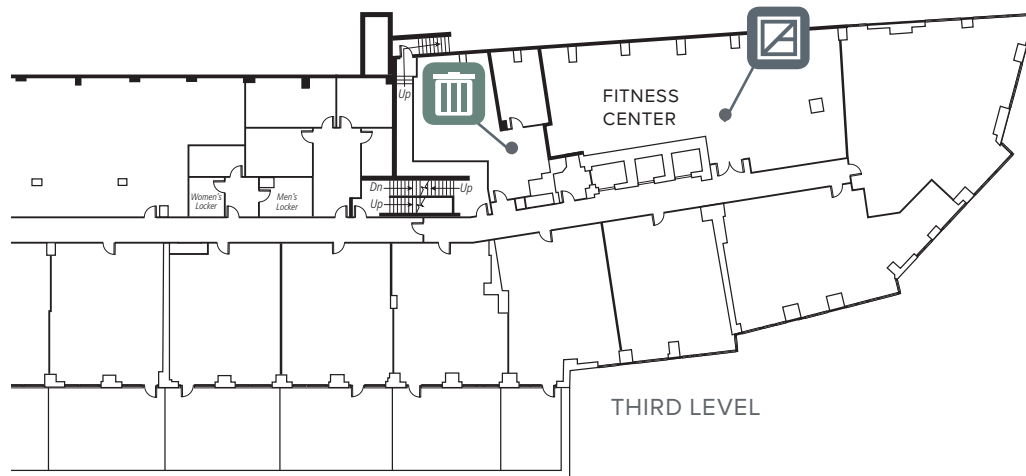 Up
FITNESS
CENTER
Women's
Locker
Men's
Locker
Dn
Up
Up
THIRD LEVEL